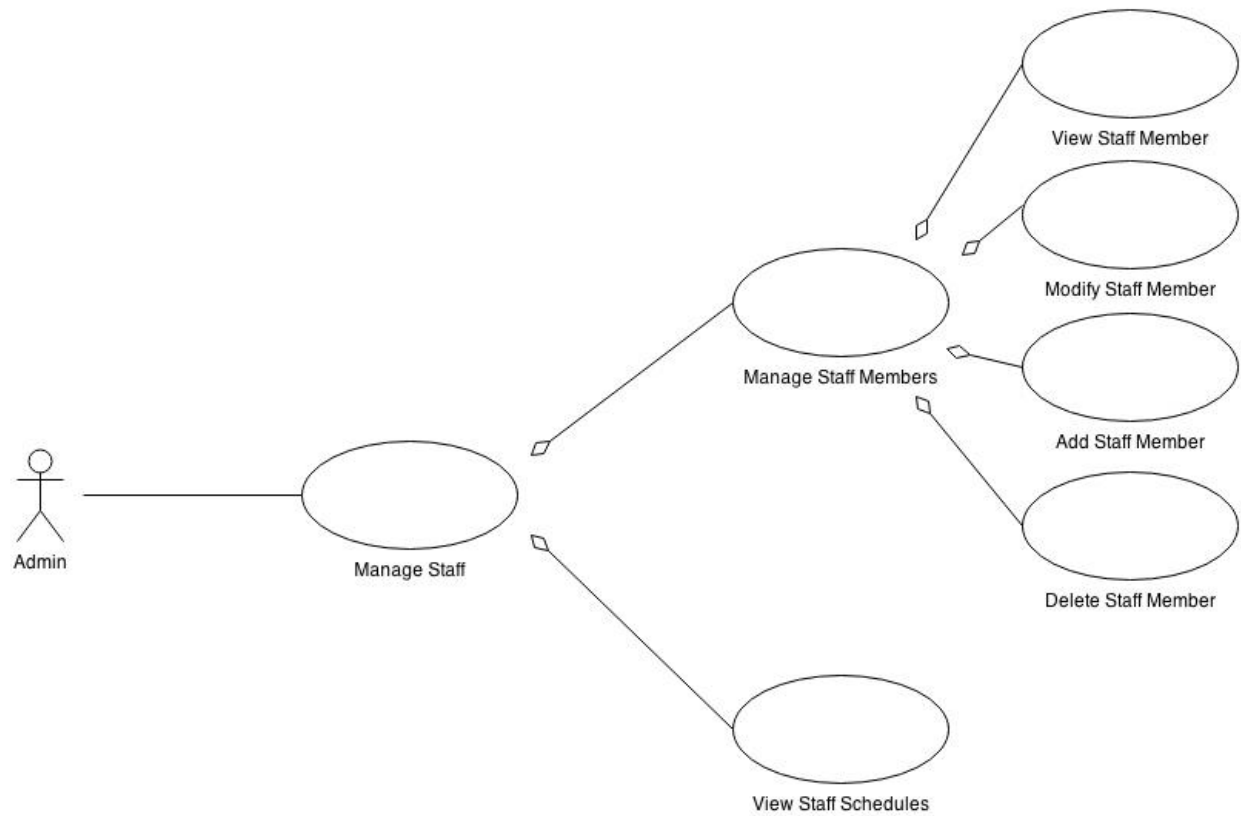 View Staff Member
Modify Staff Member
Manage Staff Members
Add Staff Member
Admin
Manage Staff
Delete Staff Member
View Staff Schedules